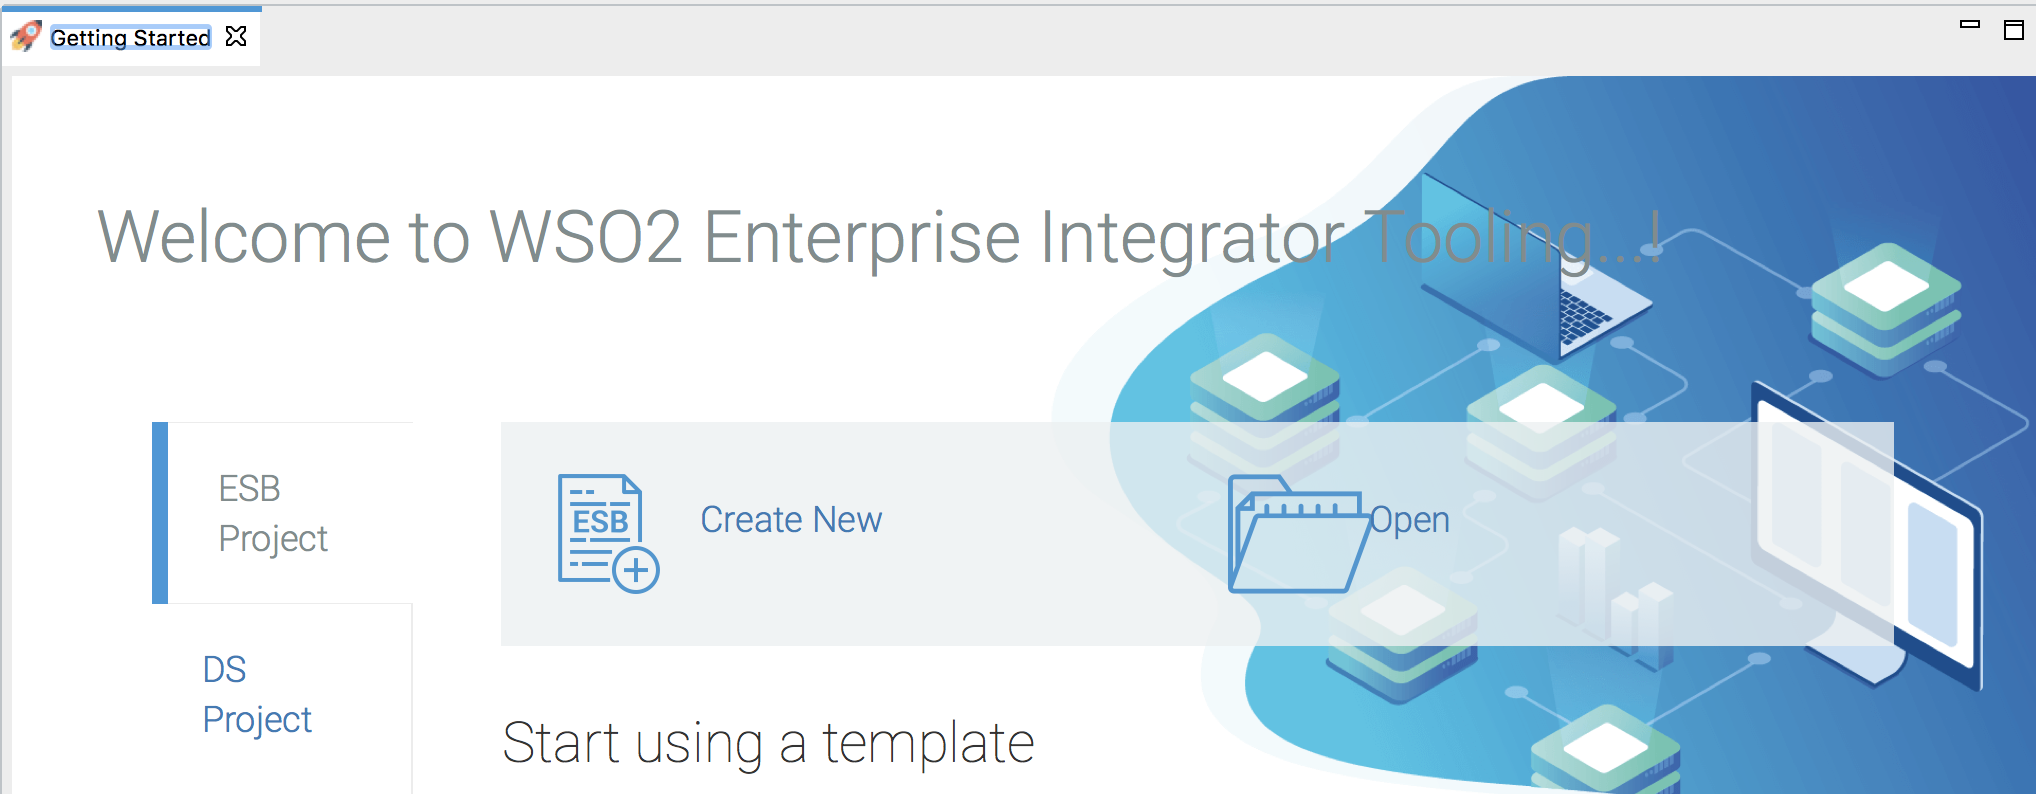 Getting Started
Welcome to WSO2 Enterprise Integrator Tooling...!
ESB
Project
ESB
Create New
Open
DS
Project
Start using a template